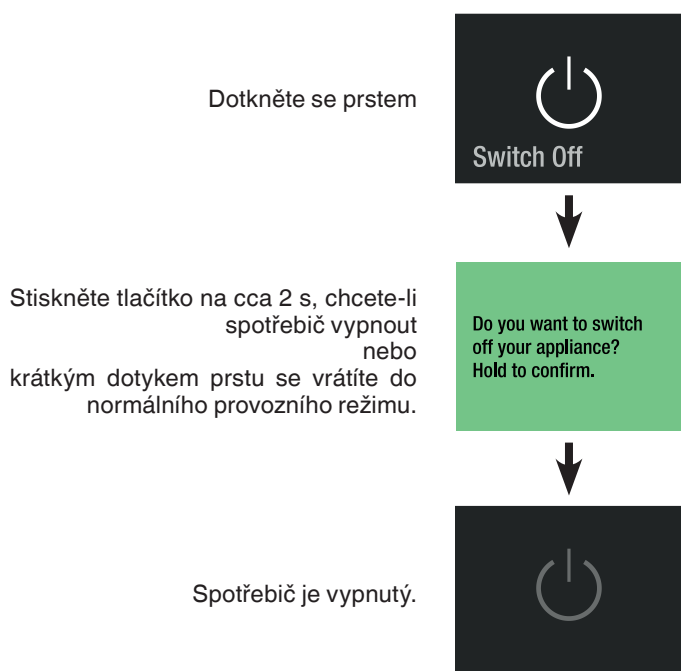 Dotkněte se prstem
Switch Off
Stiskněte tlačítko na cca 2 s, chcete-li
spotřebič vypnout
nebo
krátkým dotykem prstu se vrátíte do
normálního provozního režimu.
Do you want to switch
off your appliance?
Hold to confirm.
Spotřebič je vypnutý.